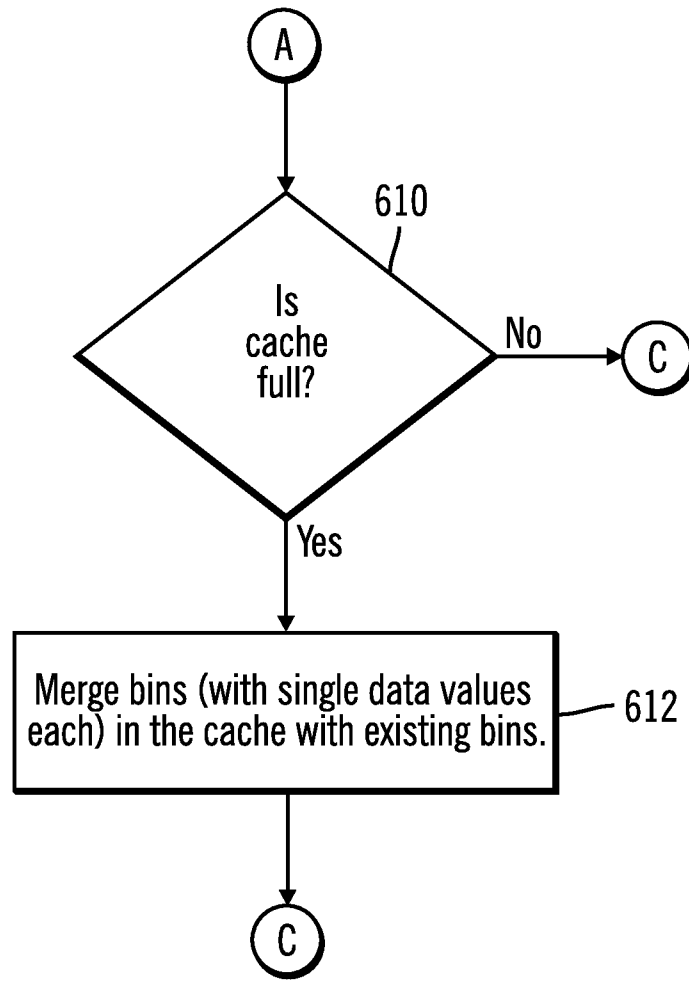 A
610
Is
cache
full?
No
C
Yes
Merge bins (with single data values
each) in the cache with existing bins.
612
C